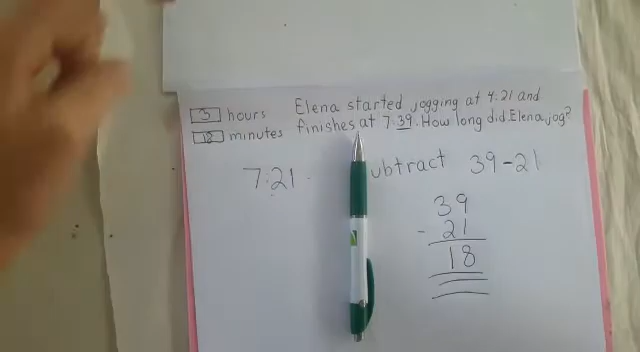 3 hours Elena started jogging at 4:21 and
18 minutes finishes at 7:39. How long did Elena jog?
7:21 ubtract 39-21
39
- 21
18